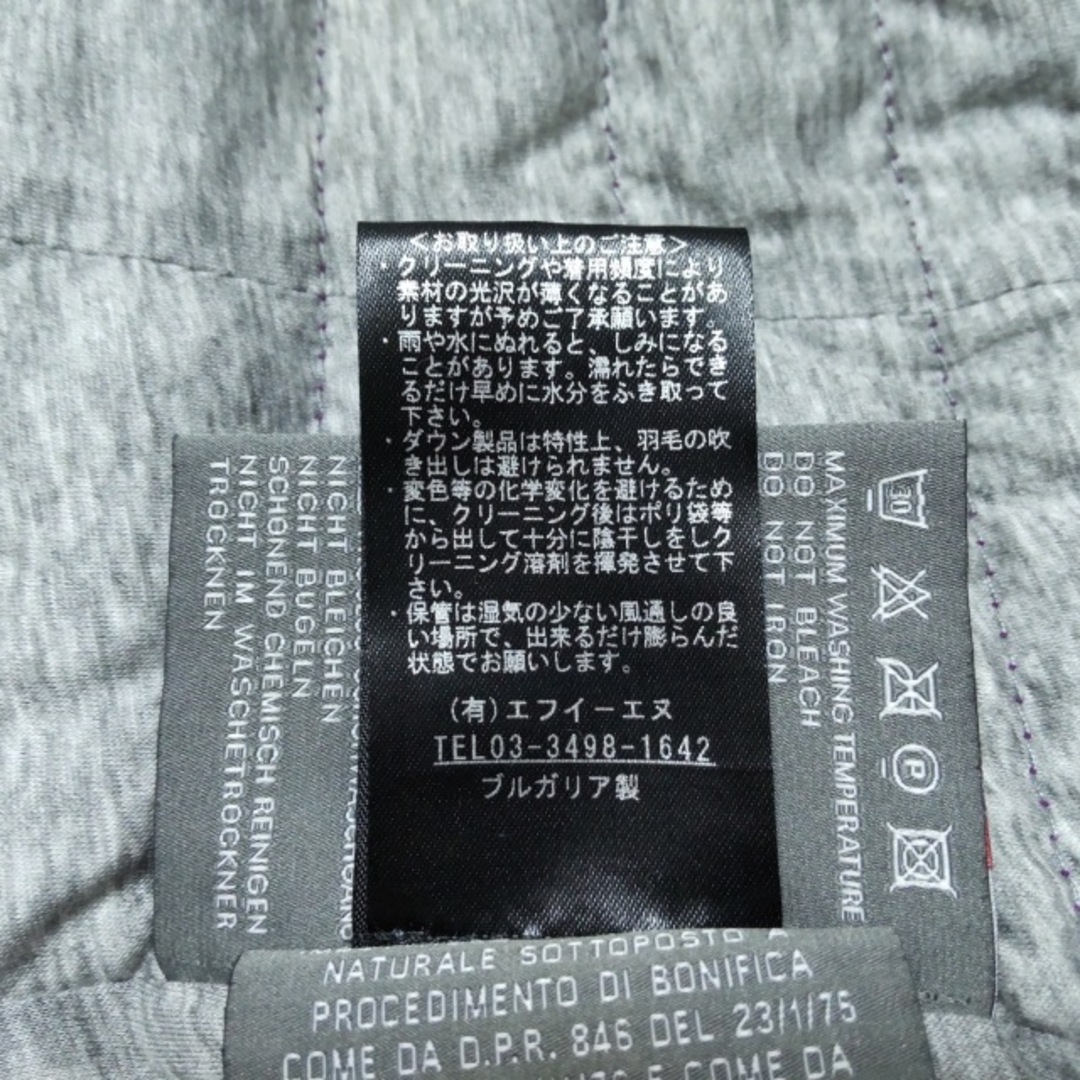 <お取り扱い上のご注意>
・クリーニングや着用頻度により
素材の光沢が薄くなることがあ
りますが予めご了承願います。
・雨や水にぬれると、しみになる
ことがあります。濡れたらでき
るだけ早めに水分をふき取って
下さい。
・ダウン製品は特性上、羽毛の吹
き出しは避けられません。
・変色等の化学変化を避けるため
に、クリーニング後はポリ袋等
から出して十分に陰干しをしク
リーニング溶剤を揮発させて下
さい。
・保管は湿気の少ない風通しの良
い場所で、出来るだけ膨らんだ
状態でお願いします。
(有)エフイーエヌ
TEL03-3498-1642
ブルガリア製
30
P
MAXIMUM WASHING TEMPERATURE
DO NOT BLEACH
DO NOT IRON
NICHT BLEICHEN
NICHT BUGELN
SCHONEND CHEMISCH REINIGEN
NICHT IM WASCHETROCKNER
TROCKNEN
NATURALE SOTTOPOSTO A
PROCEDIMENTO DI BONIFICA
COME DA D.P.R. 846 DEL 23/1/75
E COME DA